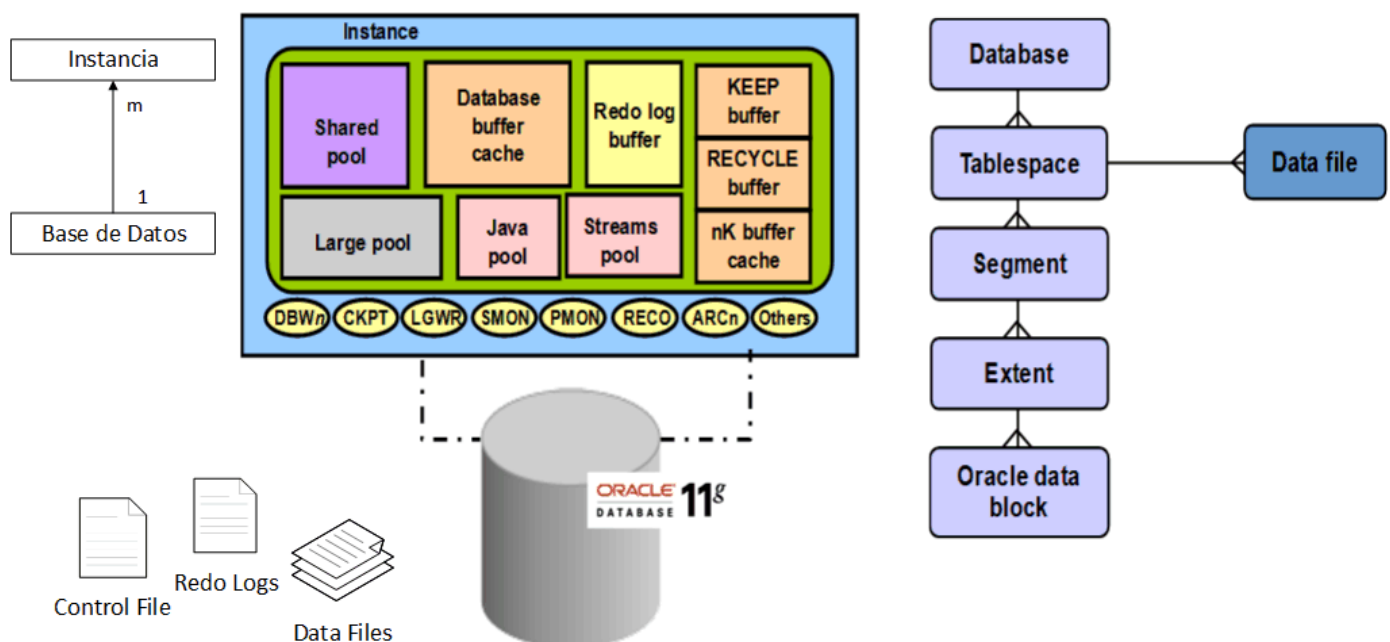 Instancia
m
1
Base de Datos
Instance
Shared
pool
Database
buffer
cache
Redo log
buffer
KEEP
buffer
RECYCLE
buffer
nK buffer
cache
Large pool
Java
pool
Streams
pool
DBWn
CKPT
LGWR
SMON
PMON
RECO
ARCn
Others
ORACLE
DATABASE
11g
Control File
Redo Logs
Data Files
Database
Tablespace
Data file
Segment
Extent
Oracle data
block